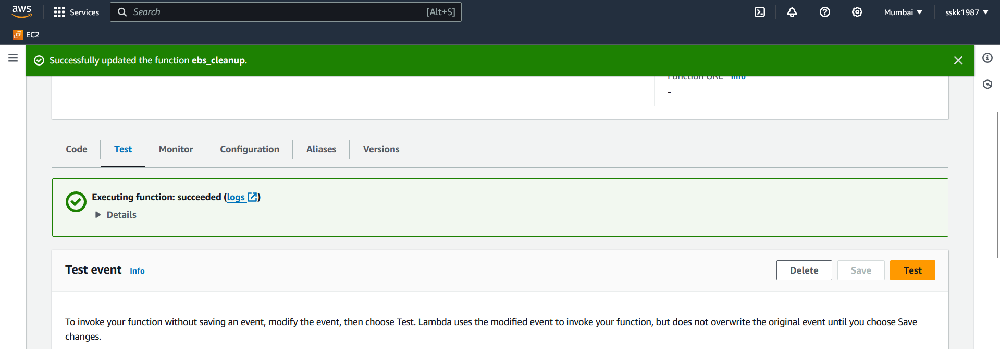 aws
Services
Search
[Alt+S]
Mumbai
sskk1987
EC2
Successfully updated the function ebs_cleanup.
Function URL Info
-
Code
Test
Monitor
Configuration
Aliases
Versions
Executing function: succeeded (logs)
Details
Test event Info
Delete
Save
Test
To invoke your function without saving an event, modify the event, then choose Test. Lambda uses the modified event to invoke your function, but does not overwrite the original event until you choose Save
changes.